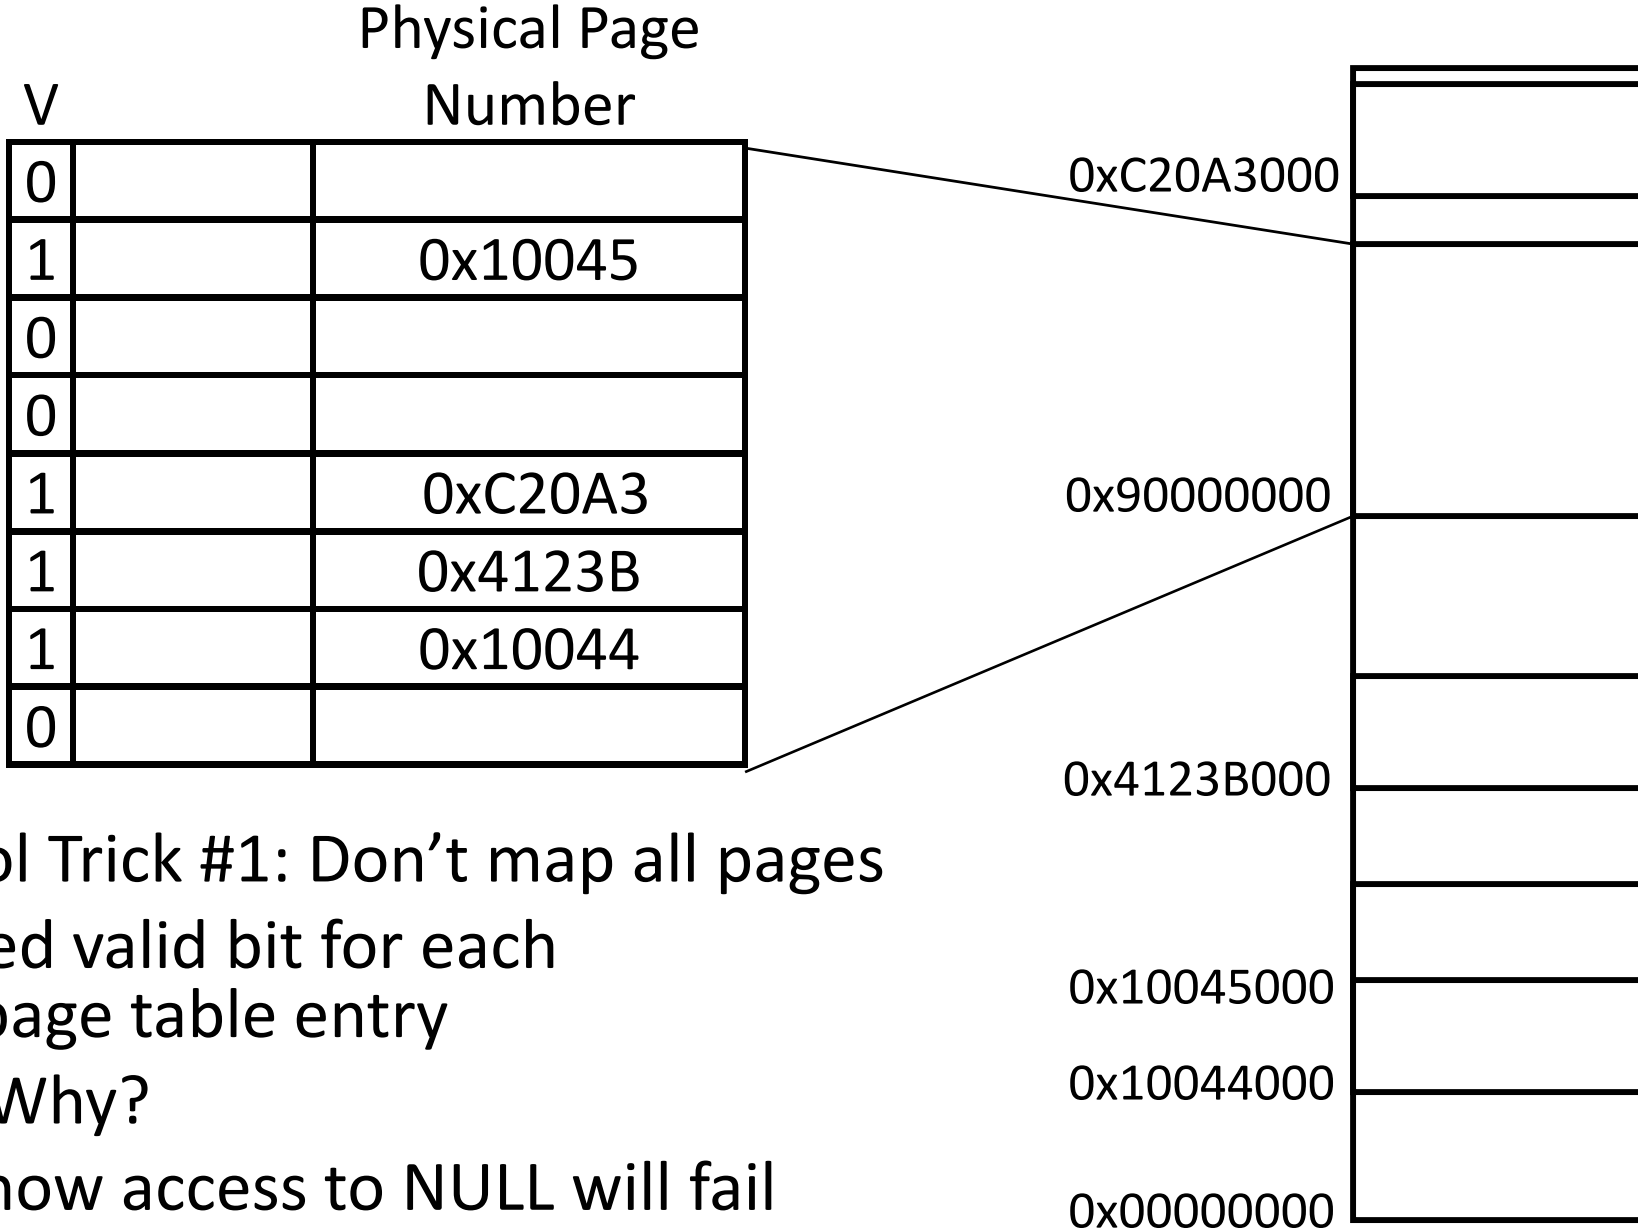 Physical Page
V Number
0
1 0x10045
0
0
1 0xC20A3
1 0x4123B
1 0x10044
0
0xC20A3000
0x90000000
0x4123B000
0x10045000
0x10044000
0x00000000
ol Trick #1: Don’t map all pages
ed valid bit for each
page table entry
Why?
now access to NULL will fail